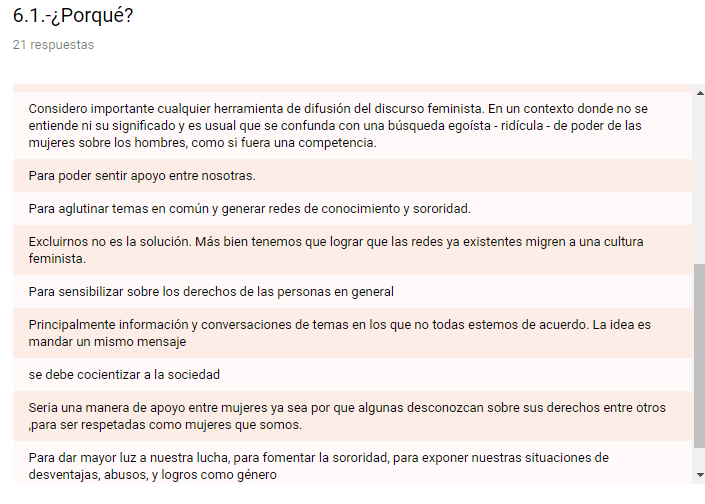 6.1.-¿Porqué?
21 respuestas
Considero importante cualquier herramienta de difusión del discurso feminista. En un contexto donde no se
entiende ni su significado y es usual que se confunda con una búsqueda egoísta - ridícula - de poder de las
mujeres sobre los hombres, como si fuera una competencia.
Para poder sentir apoyo entre nosotras.
Para aglutinar temas en común y generar redes de conocimiento y sororidad.
Excluirnos no es la solución. Más bien tenemos que lograr que las redes ya existentes migren a una cultura
feminista.
Para sensibilizar sobre los derechos de las personas en general
Principalmente información y conversaciones de temas en los que no todas estemos de acuerdo. La idea es
mandar un mismo mensaje
se debe cocientizar a la sociedad
Seria una manera de apoyo entre mujeres ya sea por que algunas desconozcan sobre sus derechos entre otros
,para ser respetadas como mujeres que somos.
Para dar mayor luz a nuestra lucha, para fomentar la sororidad, para exponer nuestras situaciones de
desventajas, abusos, y logros como género